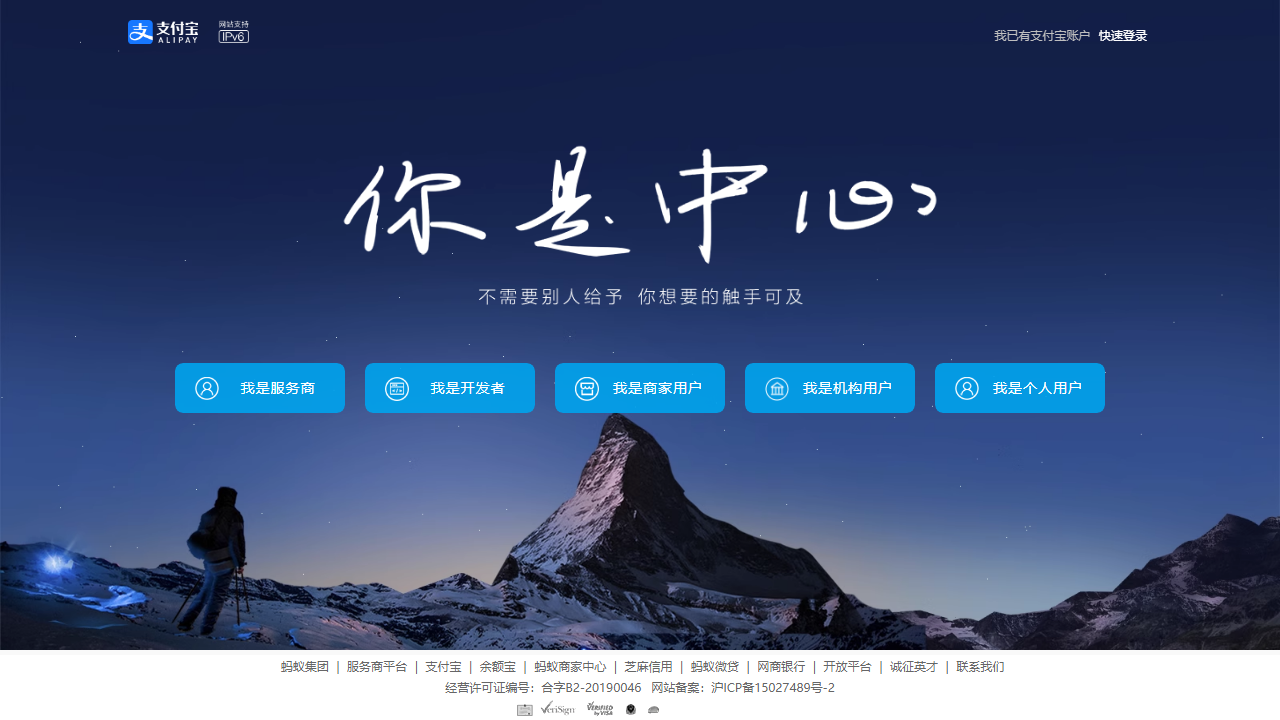 支付宝 ALIPAY 网站支持 IPv6 我已有支付宝账户 快速登录
你是中心
不需要别人给予 你想要的触手可及
我是服务商 我是开发者 我是商家用户 我是机构用户 我是个人用户
蚂蚁集团 | 服务商平台 | 支付宝 | 余额宝 | 蚂蚁商家中心 | 芝麻信用 | 蚂蚁微贷 | 网商银行 | 开放平台 | 诚征英才 | 联系我们
经营许可证编号：合字B2-20190046 网站备案：沪ICP备15027489号-2
VeriSign VERIFIED by VISA